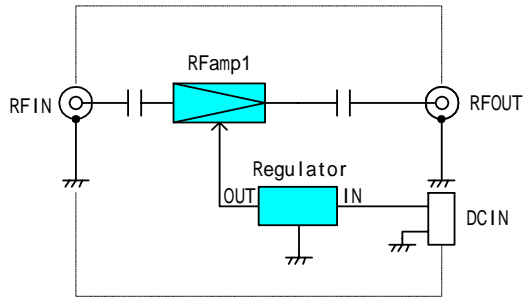 RFamp1
RFIN
RFOUT
Regulator
OUT
IN
DCIN